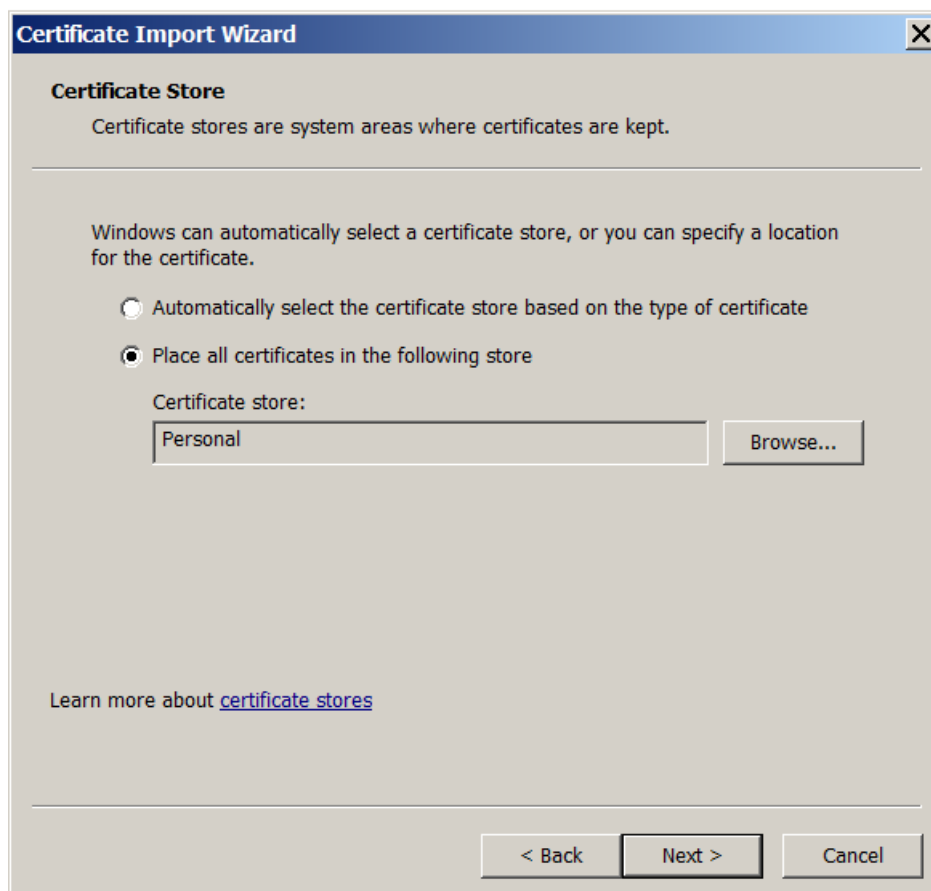 Certificate Import Wizard
Certificate Store
Certificate stores are system areas where certificates are kept.
Windows can automatically select a certificate store, or you can specify a location
for the certificate.
Automatically select the certificate store based on the type of certificate
Place all certificates in the following store
Certificate store:
Personal
Browse...
Learn more about certificate stores
< Back
Next >
Cancel